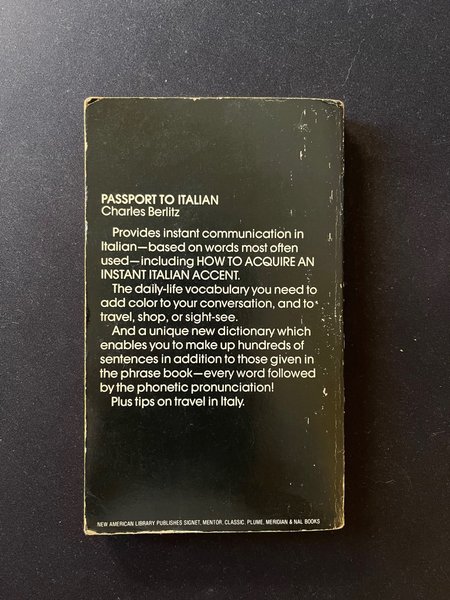 PASSPORT TO ITALIAN
Charles Berlitz
Provides instant communication in
Italian—based on words most often
used—including HOW TO ACQUIRE AN
INSTANT ITALIAN ACCENT.
The daily-life vocabulary you need to
add color to your conversation, and to
travel, shop, or sight-see.
And a unique new dictionary which
enables you to make up hundreds of
sentences in addition to those given in
the phrase book—every word followed
by the phonetic pronunciation!
Plus tips on travel in Italy.
NEW AMERICAN LIBRARY PUBLISHES SIGNET, MENTOR, CLASSIC, PLUME, MERIDIAN & NAL BOOKS